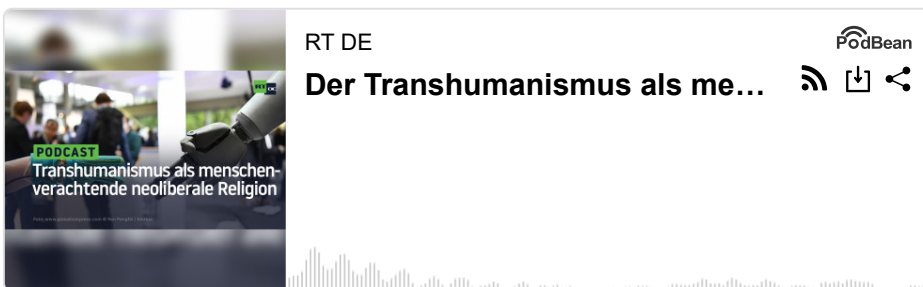 RT DE
PodBean
Der Transhumanismus als me...
RT DE
PODCAST
Transhumanismus als menschen-
verachtende neoliberale Religion